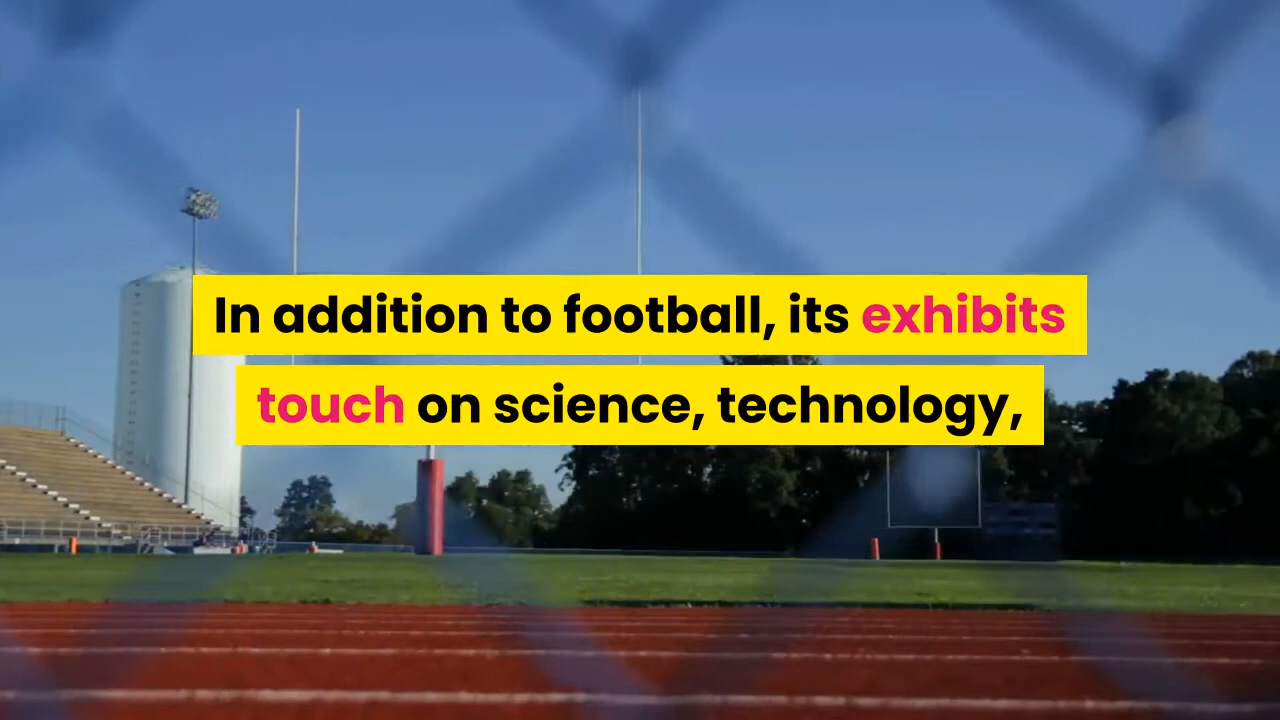 In addition to football, its exhibits
touch on science, technology,